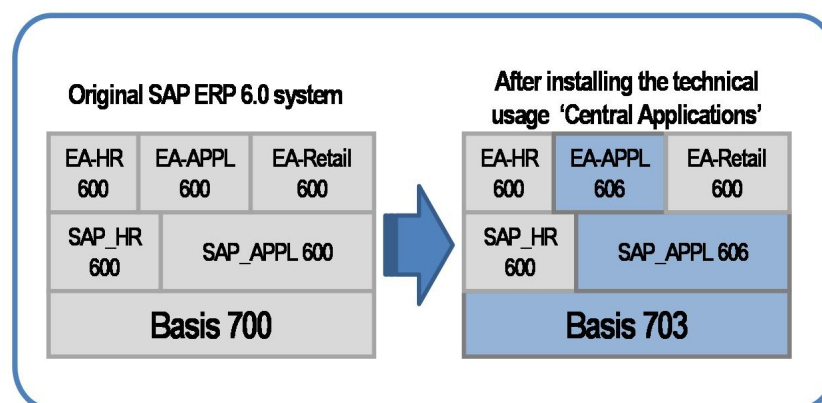 Original SAP ERP 6.0 system
EA-HR
600
EA-APPL
600
EA-Retail
600
SAP_HR
600
SAP_APPL 600
Basis 700
After installing the technical
usage ‘Central Applications’
EA-HR
600
EA-APPL
606
EA-Retail
600
SAP_HR
600
SAP_APPL 606
Basis 703